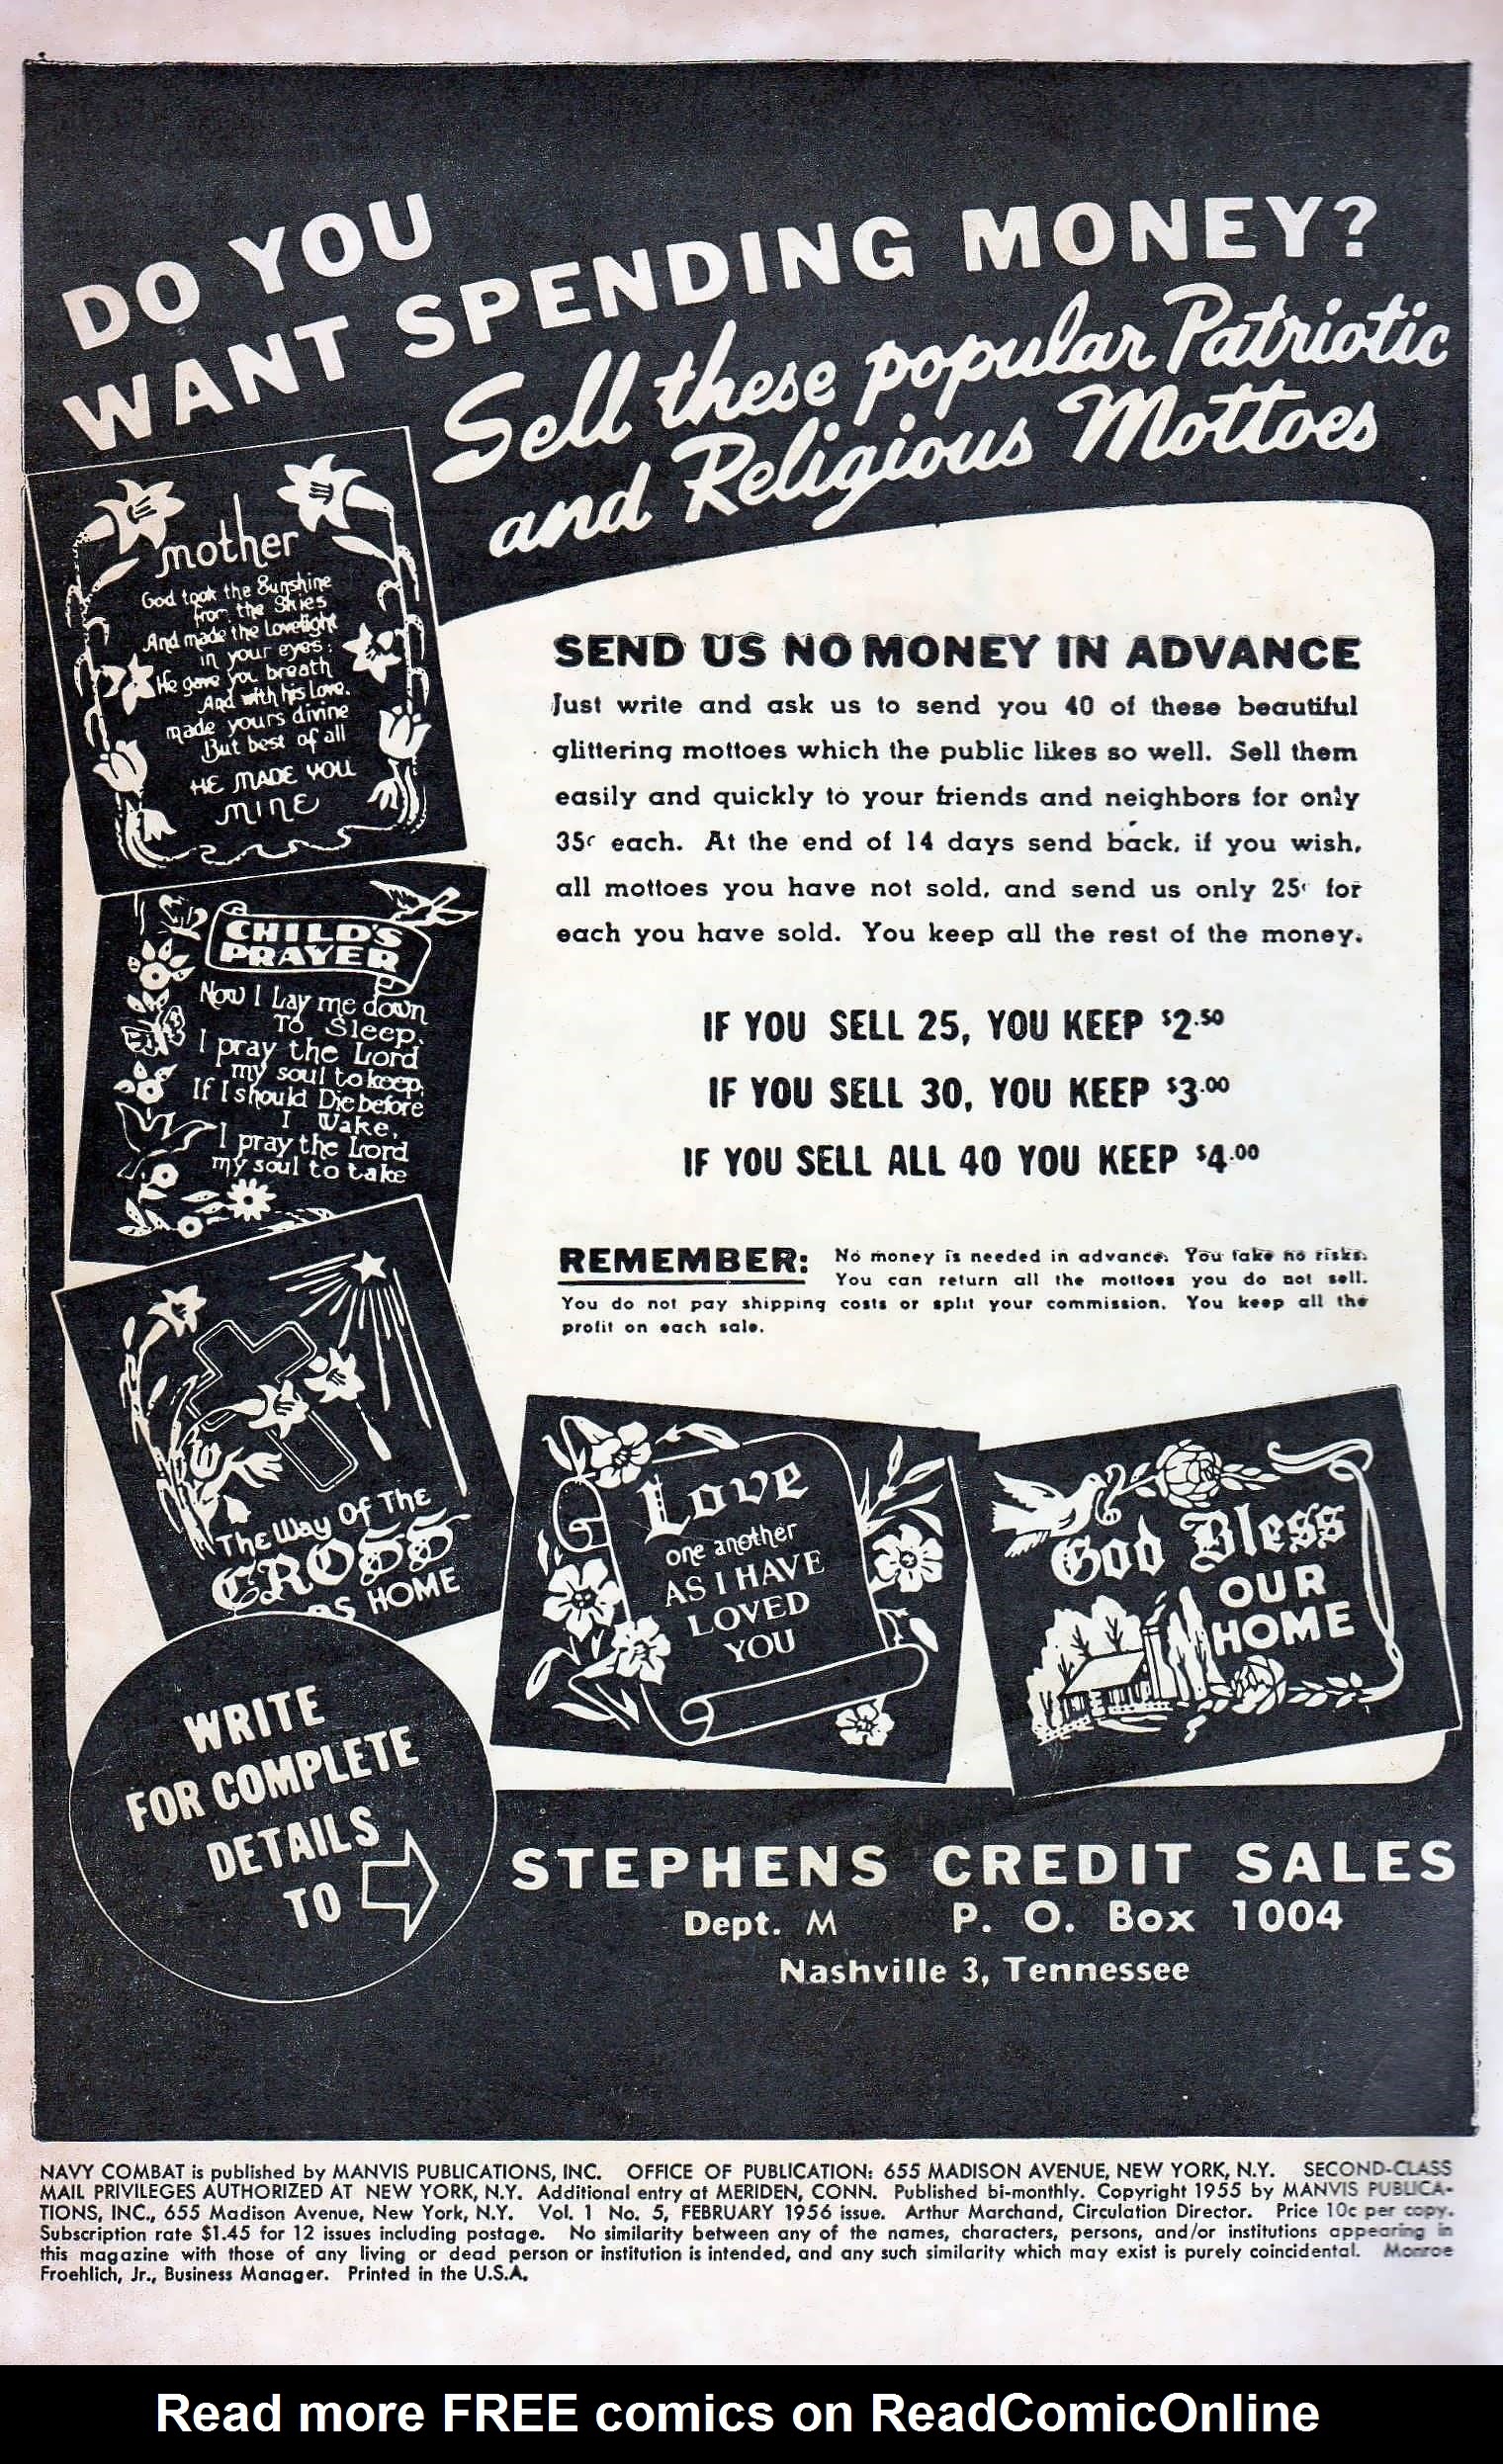 DO YOU
WANT SPENDING MONEY?
Sell these popular Patriotic
and Religious Mottoes
mother
God took the Sunshine
from the Skies
And made the Lovelight
in your eyes:
He gave you breath
And with his Love.
made yours divine
But best of all
HE MADE YOU
MINE
CHILD'S
PRAYER
Now I Lay me down
To Sleep,
I pray the Lord
my soul to keep,
If I should Die before
I Wake,
I pray the Lord
my soul to take
The Way Of The
CROSS
HOME
SEND US NO MONEY IN ADVANCE
Just write and ask us to send you 40 of these beautiful
glittering mottoes which the public likes so well. Sell them
easily and quickly to your friends and neighbors for only
35c each. At the end of 14 days send back, if you wish,
all mottoes you have not sold, and send us only 25c for
each you have sold. You keep all the rest of the money.
IF YOU SELL 25, YOU KEEP $2.50
IF YOU SELL 30, YOU KEEP $3.00
IF YOU SELL ALL 40 YOU KEEP $4.00
REMEMBER: No money is needed in advance. You take no risks.
You can return all the mottoes you do not sell.
You do not pay shipping costs or split your commission. You keep all the
profit on each sale.
Love
one another
AS I HAVE
LOVED
YOU
God Bless
OUR
HOME
WRITE
FOR COMPLETE
DETAILS
TO
STEPHENS CREDIT SALES
Dept. M P. O. Box 1004
Nashville 3, Tennessee
NAVY COMBAT is published by MANVIS PUBLICATIONS, INC. OFFICE OF PUBLICATION: 655 MADISON AVENUE, NEW YORK, N.Y. SECOND-CLASS
MAIL PRIVILEGES AUTHORIZED AT NEW YORK, N.Y. Additional entry at MERIDEN, CONN. Published bi-monthly. Copyright 1955 by MANVIS PUBLICA-
TIONS, INC., 655 Madison Avenue, New York, N.Y. Vol. 1 No. 5, FEBRUARY 1956 issue. Arthur Marchand, Circulation Director. Price 10c per copy.
Subscription rate $1.45 for 12 issues including postage. No similarity between any of the names, characters, persons, and/or institutions appearing in
this magazine with those of any living or dead person or institution is intended, and any such similarity which may exist is purely coincidental. Monroe
Froehlich, Jr., Business Manager. Printed in the U.S.A.
Read more FREE comics on ReadComicOnline